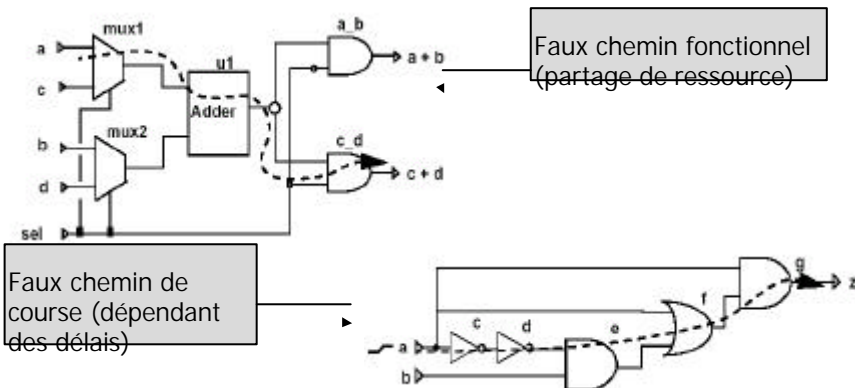 mux1
a
c
u1
Adder
a_b
a + b
Faux chemin fonctionnel
(partage de ressource)
mux2
b
d
c_d
c + d
sel
Faux chemin de
course (dépendant
des délais)
a
b
c
d
e
f
g
z